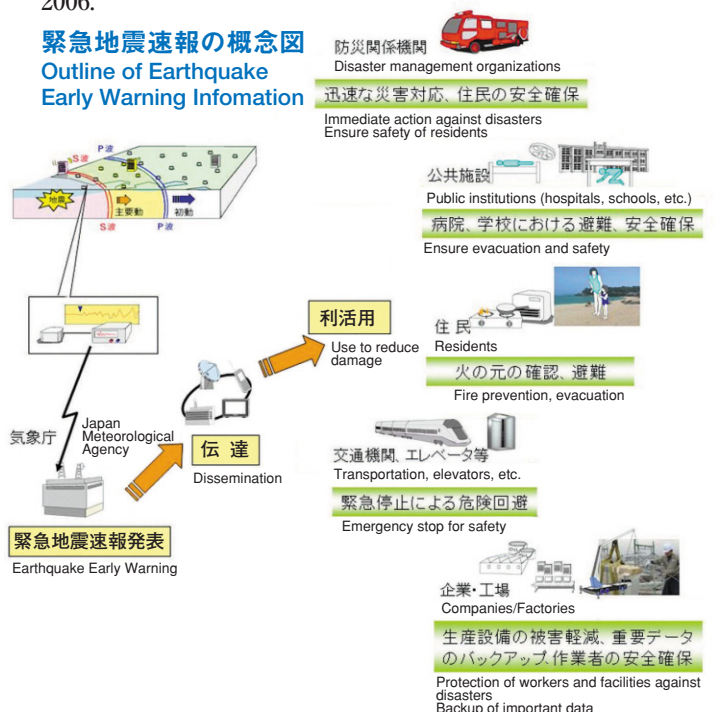 2006.
緊急地震速報の概念図
Outline of Earthquake
Early Warning Infomation
P波
S波
地震
主要動
初動
S波
P波
気象庁
Japan
Meteorological
Agency
緊急地震速報発表
Earthquake Early Warning
伝達
Dissemination
利活用
Use to reduce
damage
防災関係機関
Disaster management organizations
迅速な災害対応、住民の安全確保
Immediate action against disasters
Ensure safety of residents
公共施設
Public institutions (hospitals, schools, etc.)
病院、学校における避難、安全確保
Ensure evacuation and safety
住民
Residents
火の元の確認、避難
Fire prevention, evacuation
交通機関、エレベータ等
Transportation, elevators, etc.
緊急停止による危険回避
Emergency stop for safety
企業・工場
Companies/Factories
生産設備の被害軽減、重要データ
のバックアップ、作業者の安全確保
Protection of workers and facilities against
disasters
Backup of important data